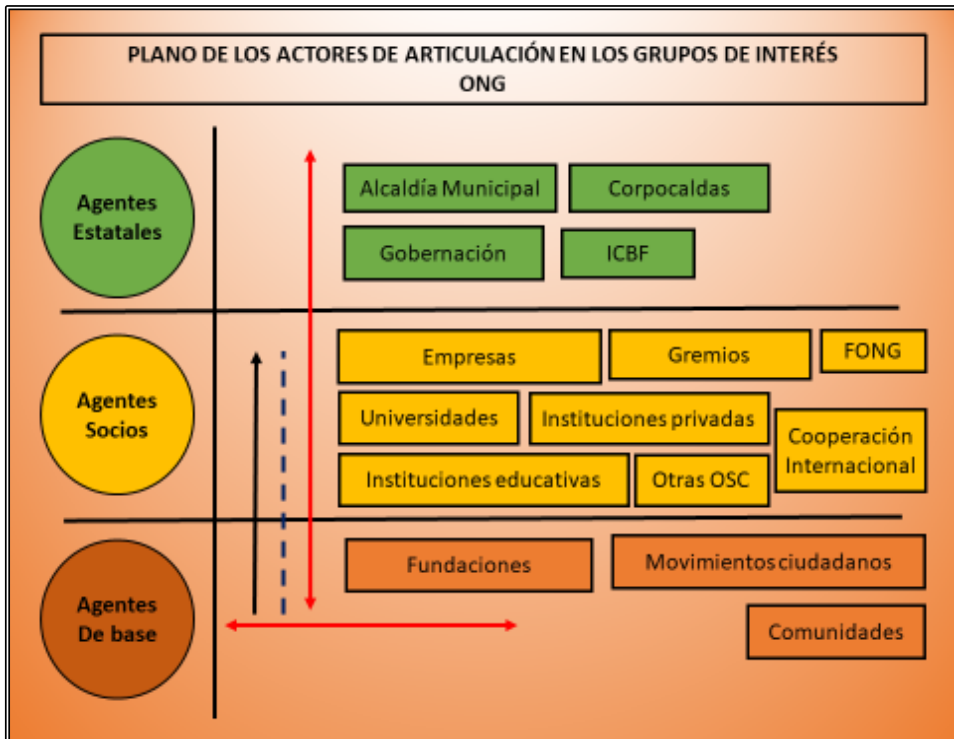 PLANO DE LOS ACTORES DE ARTICULACIÓN EN LOS GRUPOS DE INTERÉS
ONG
Agentes
Estatales
Alcaldía Municipal
Corpocaldas
Gobernación
ICBF
Agentes
Socios
Empresas
Gremios
FONG
Universidades
Instituciones privadas
Cooperación
Internacional
Instituciones educativas
Otras OSC
Agentes
De base
Fundaciones
Movimientos ciudadanos
Comunidades